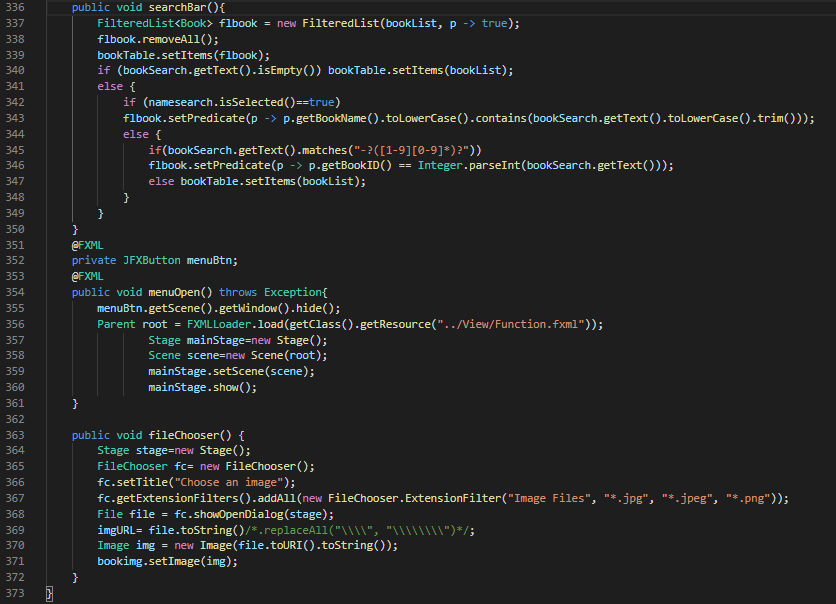 336 public void searchBar(){
337 FilteredList<Book> flbook = new FilteredList(bookList, p -> true);
338 flbook.removeAll();
339 bookTable.setItems(flbook);
340 if (bookSearch.getText().isEmpty()) bookTable.setItems(bookList);
341 else {
342 if (namesearch.isSelected()==true)
343 flbook.setPredicate(p -> p.getBookName().toLowerCase().contains(bookSearch.getText().toLowerCase().trim()));
344 else {
345 if(bookSearch.getText().matches("-?([1-9][0-9]*)?"))
346 flbook.setPredicate(p -> p.getBookID() == Integer.parseInt(bookSearch.getText()));
347 else bookTable.setItems(bookList);
348 }
349 }
350 }
351 @FXML
352 private JFXButton menuBtn;
353 @FXML
354 public void menuOpen() throws Exception{
355 menuBtn.getScene().getWindow().hide();
356 Parent root = FXMLLoader.load(getClass().getResource("../View/Function.fxml"));
357 Stage mainStage=new Stage();
358 Scene scene=new Scene(root);
359 mainStage.setScene(scene);
360 mainStage.show();
361 }
362
363 public void fileChooser() {
364 Stage stage=new Stage();
365 FileChooser fc= new FileChooser();
366 fc.setTitle("Choose an image");
367 fc.getExtensionFilters().addAll(new FileChooser.ExtensionFilter("Image Files", "*.jpg", "*.jpeg", "*.png"));
368 File file = fc.showOpenDialog(stage);
369 imgURL= file.toString()/*.replaceAll("\\\\", "\\\\\\\\")*/;
370 Image img = new Image(file.toURI().toString());
371 bookimg.setImage(img);
372 }
373 }